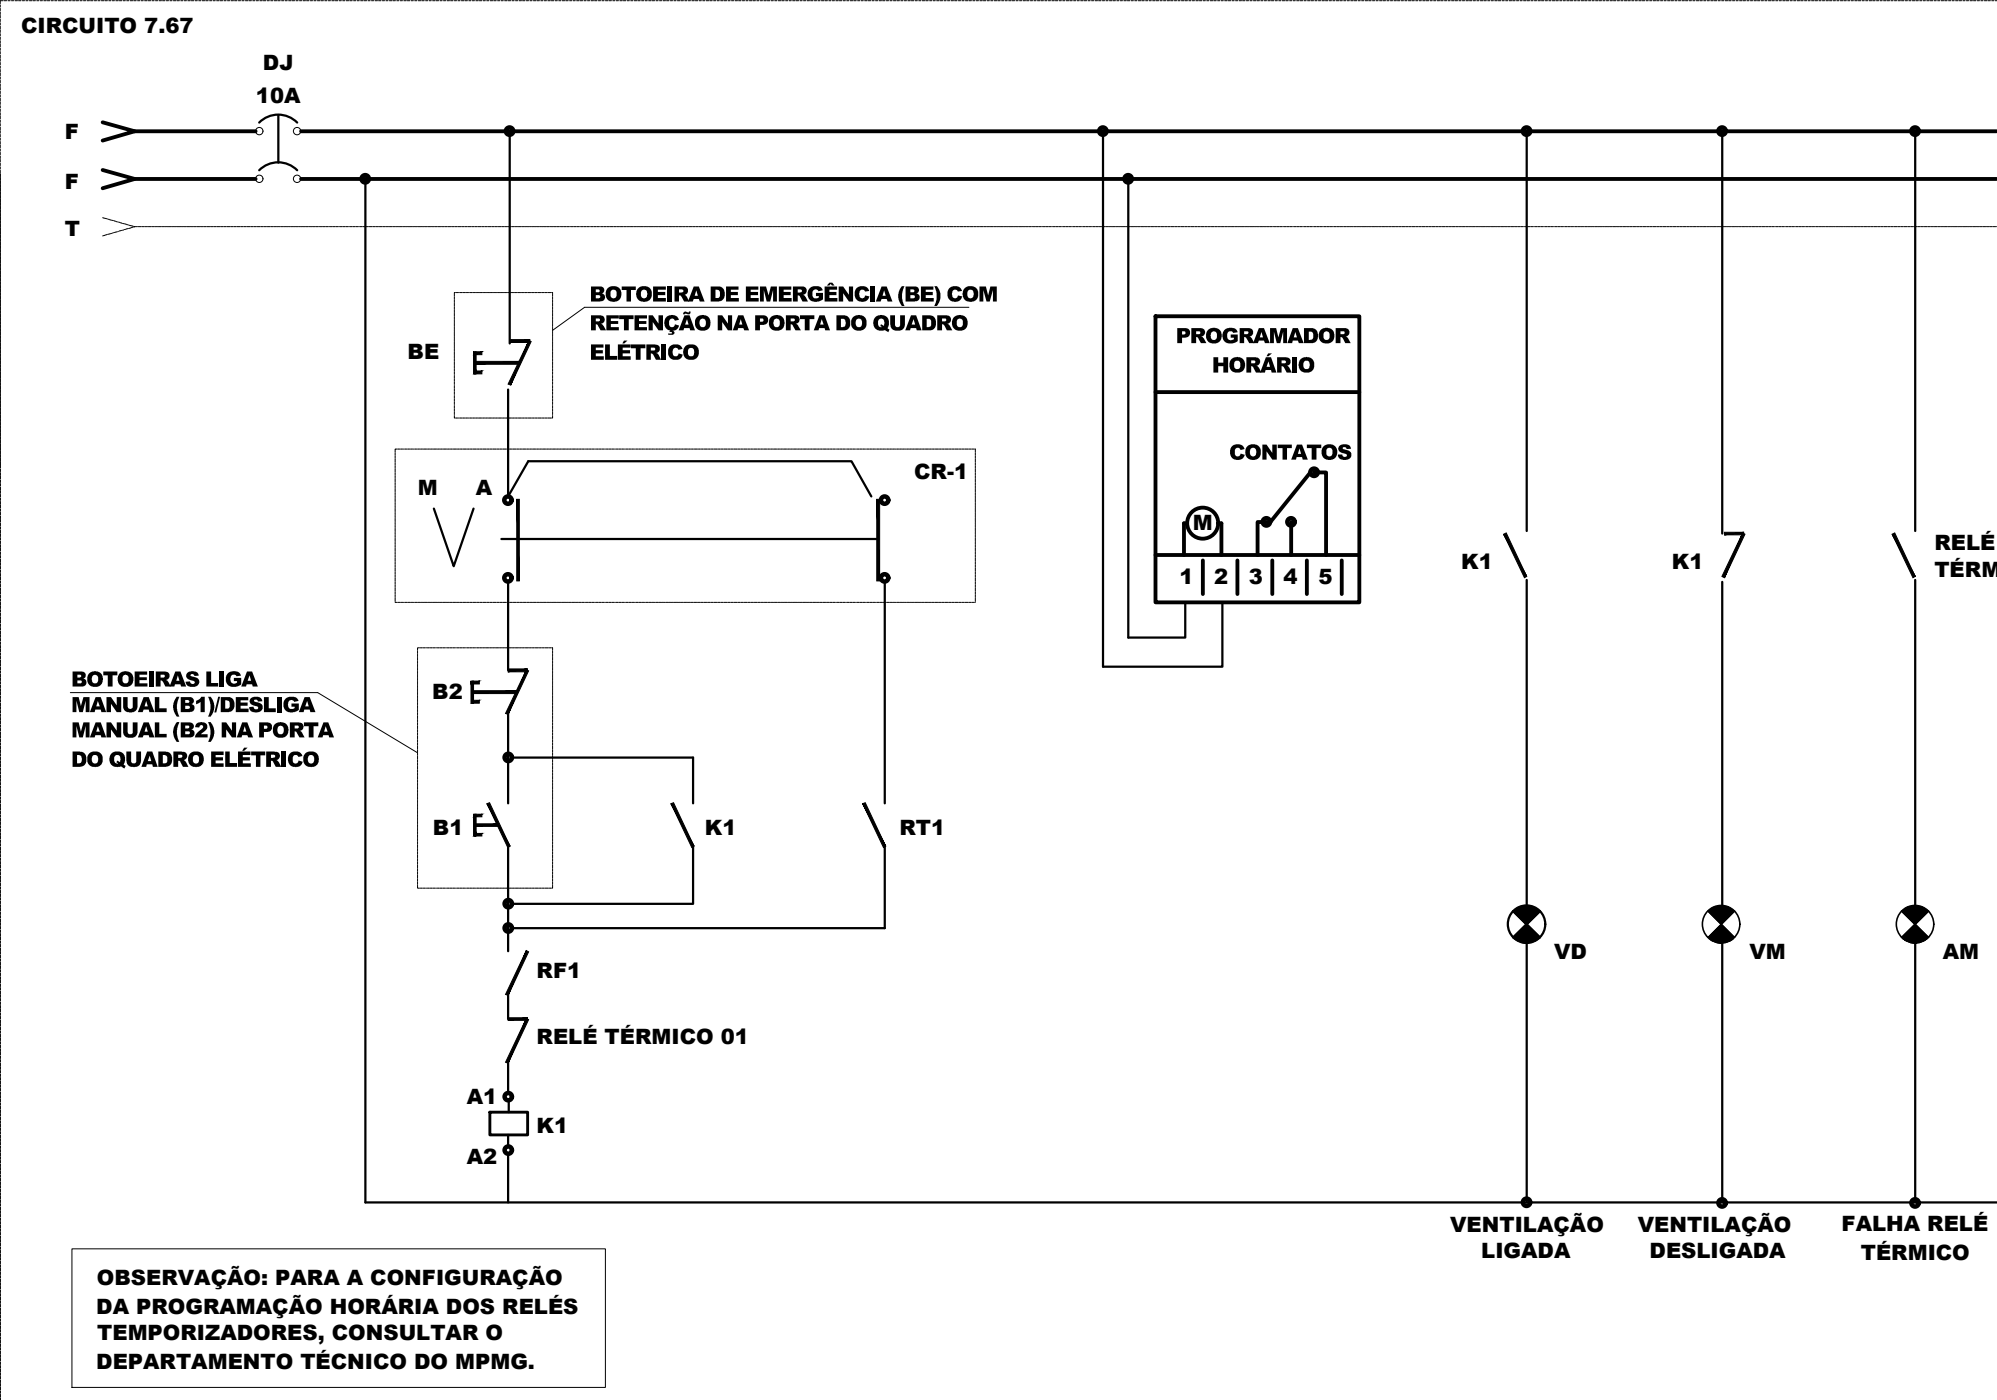 CIRCUITO 7.67
DJ
10A
F
F
T
BOTOEIRA DE EMERGÊNCIA (BE) COM
RETENÇÃO NA PORTA DO QUADRO
ELÉTRICO
BE
PROGRAMADOR
HORÁRIO
CONTATOS
M
1 2 3 4 5
M A
CR-1
K1
K1
RELÉ
TÉRM
BOTOEIRAS LIGA
MANUAL (B1)/DESLIGA
MANUAL (B2) NA PORTA
DO QUADRO ELÉTRICO
B2
B1
K1
RT1
RF1
RELÉ TÉRMICO 01
A1
K1
A2
VD
VM
AM
VENTILAÇÃO
LIGADA
VENTILAÇÃO
DESLIGADA
FALHA RELÉ
TÉRMICO
OBSERVAÇÃO: PARA A CONFIGURAÇÃO
DA PROGRAMAÇÃO HORÁRIA DOS RELÉS
TEMPORIZADORES, CONSULTAR O
DEPARTAMENTO TÉCNICO DO MPMG.